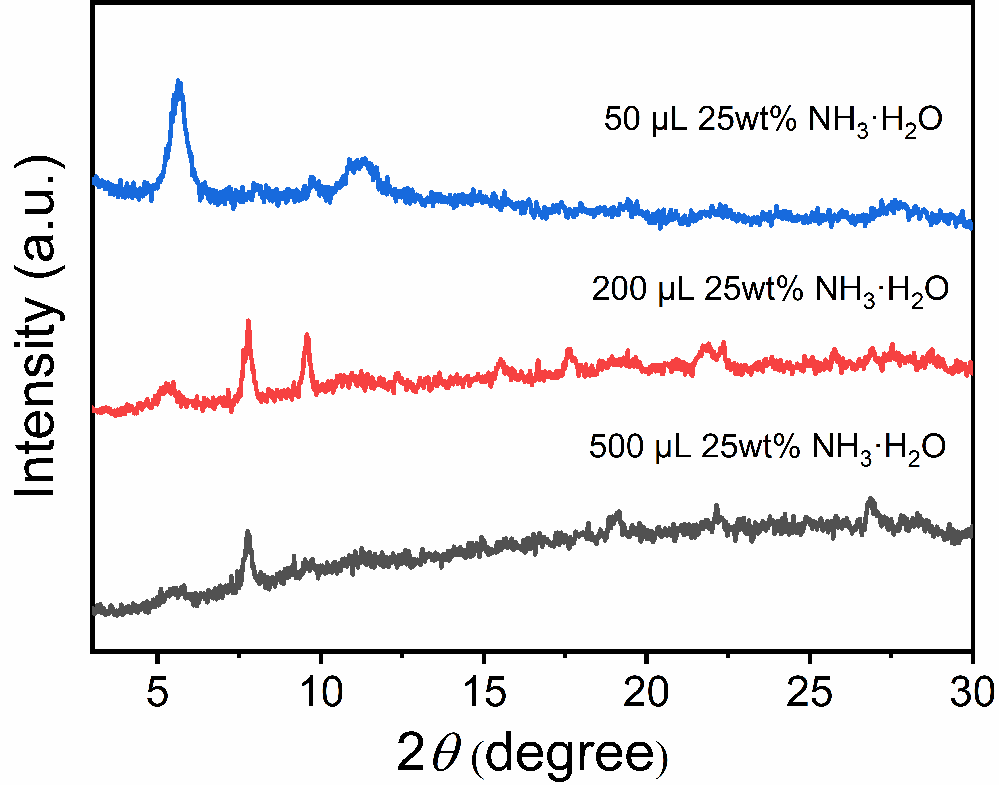 Intensity (a.u.)
50 µL 25wt% NH₃·H₂O
200 µL 25wt% NH₃·H₂O
500 µL 25wt% NH₃·H₂O
5 10 15 20 25 30
2θ (degree)